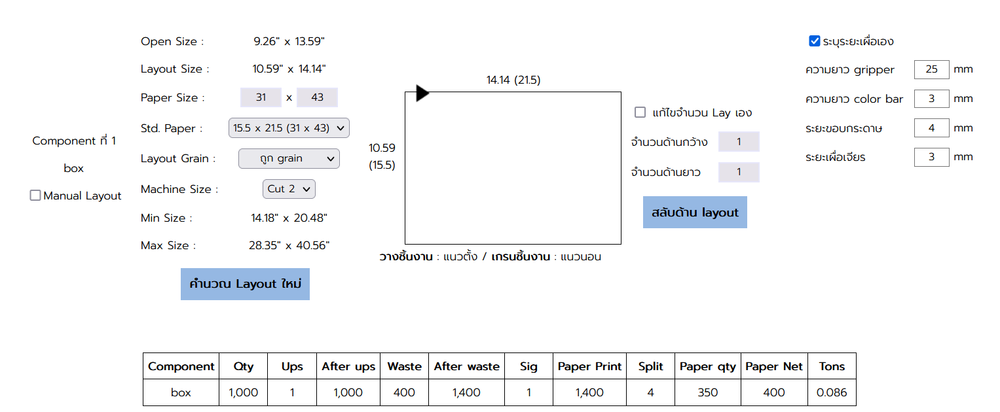 Component ที่ 1
box
Manual Layout
Open Size : 9.26" x 13.59"
Layout Size : 10.59" x 14.14"
Paper Size : 31 x 43
Std. Paper : 15.5 x 21.5 (31 x 43)
Layout Grain : ถูก grain
Machine Size : Cut 2
Min Size : 14.18" x 20.48"
Max Size : 28.35" x 40.56"
คำนวณ Layout ใหม่
14.14 (21.5)
10.59
(15.5)
วางชิ้นงาน : แนวตั้ง / เกรนชิ้นงาน : แนวนอน
แก้ไขจำนวน Lay เอง
จำนวนด้านกว้าง 1
จำนวนด้านยาว 1
สลับด้าน layout
ระบุระยะเผื่อเอง
ความยาว gripper 25 mm
ความยาว color bar 3 mm
ระยะขอบกระดาษ 4 mm
ระยะเผื่อเจียร 3 mm
Component Qty Ups After ups Waste After waste Sig Paper Print Split Paper qty Paper Net Tons
box 1,000 1 1,000 400 1,400 1 1,400 4 350 400 0.086